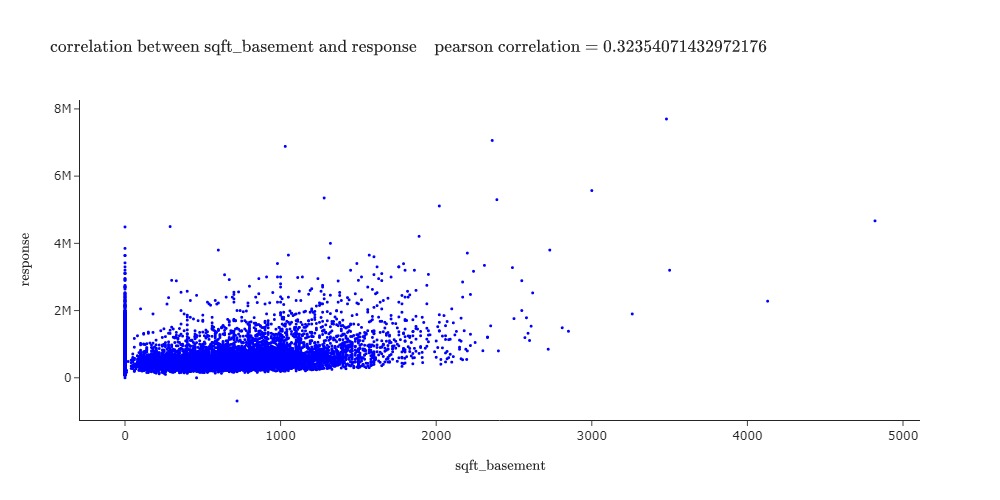 correlation between sqft_basement and response pearson correlation = 0.32354071432972176
8M
6M
4M
2M
0
response
0 1000 2000 3000 4000 5000
sqft_basement